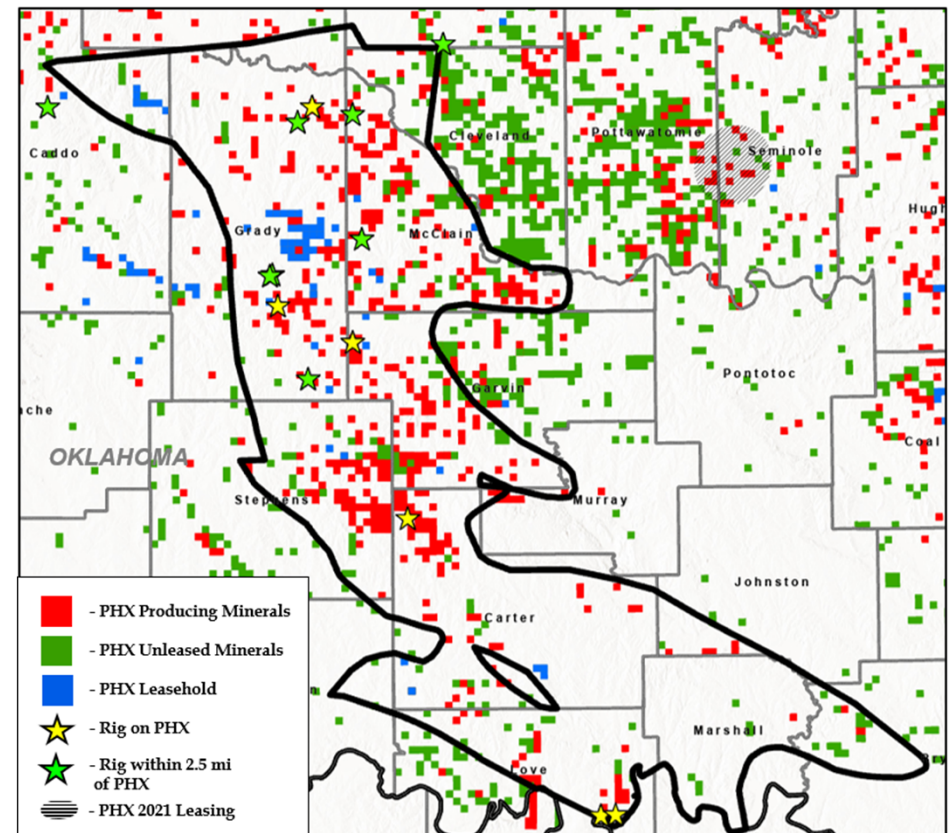 Cleveland
Pottawatomie
Seminole
Caddo
Hugh
Grady
McClain
Pontotoc
Garvin
che
Coal
OKLAHOMA
Stephens
Murray
Johnston
Carter
Marshall
Love
ry
n
- PHX Producing Minerals
- PHX Unleased Minerals
- PHX Leasehold
- Rig on PHX
- Rig within 2.5 mi
of PHX
- PHX 2021 Leasing